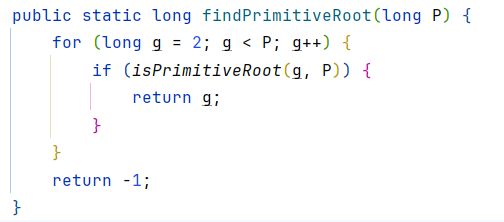 public static long findPrimitiveRoot(long P) {
for (long g = 2; g < P; g++) {
if (isPrimitiveRoot(g, P)) {
return g;
}
}
return -1;
}